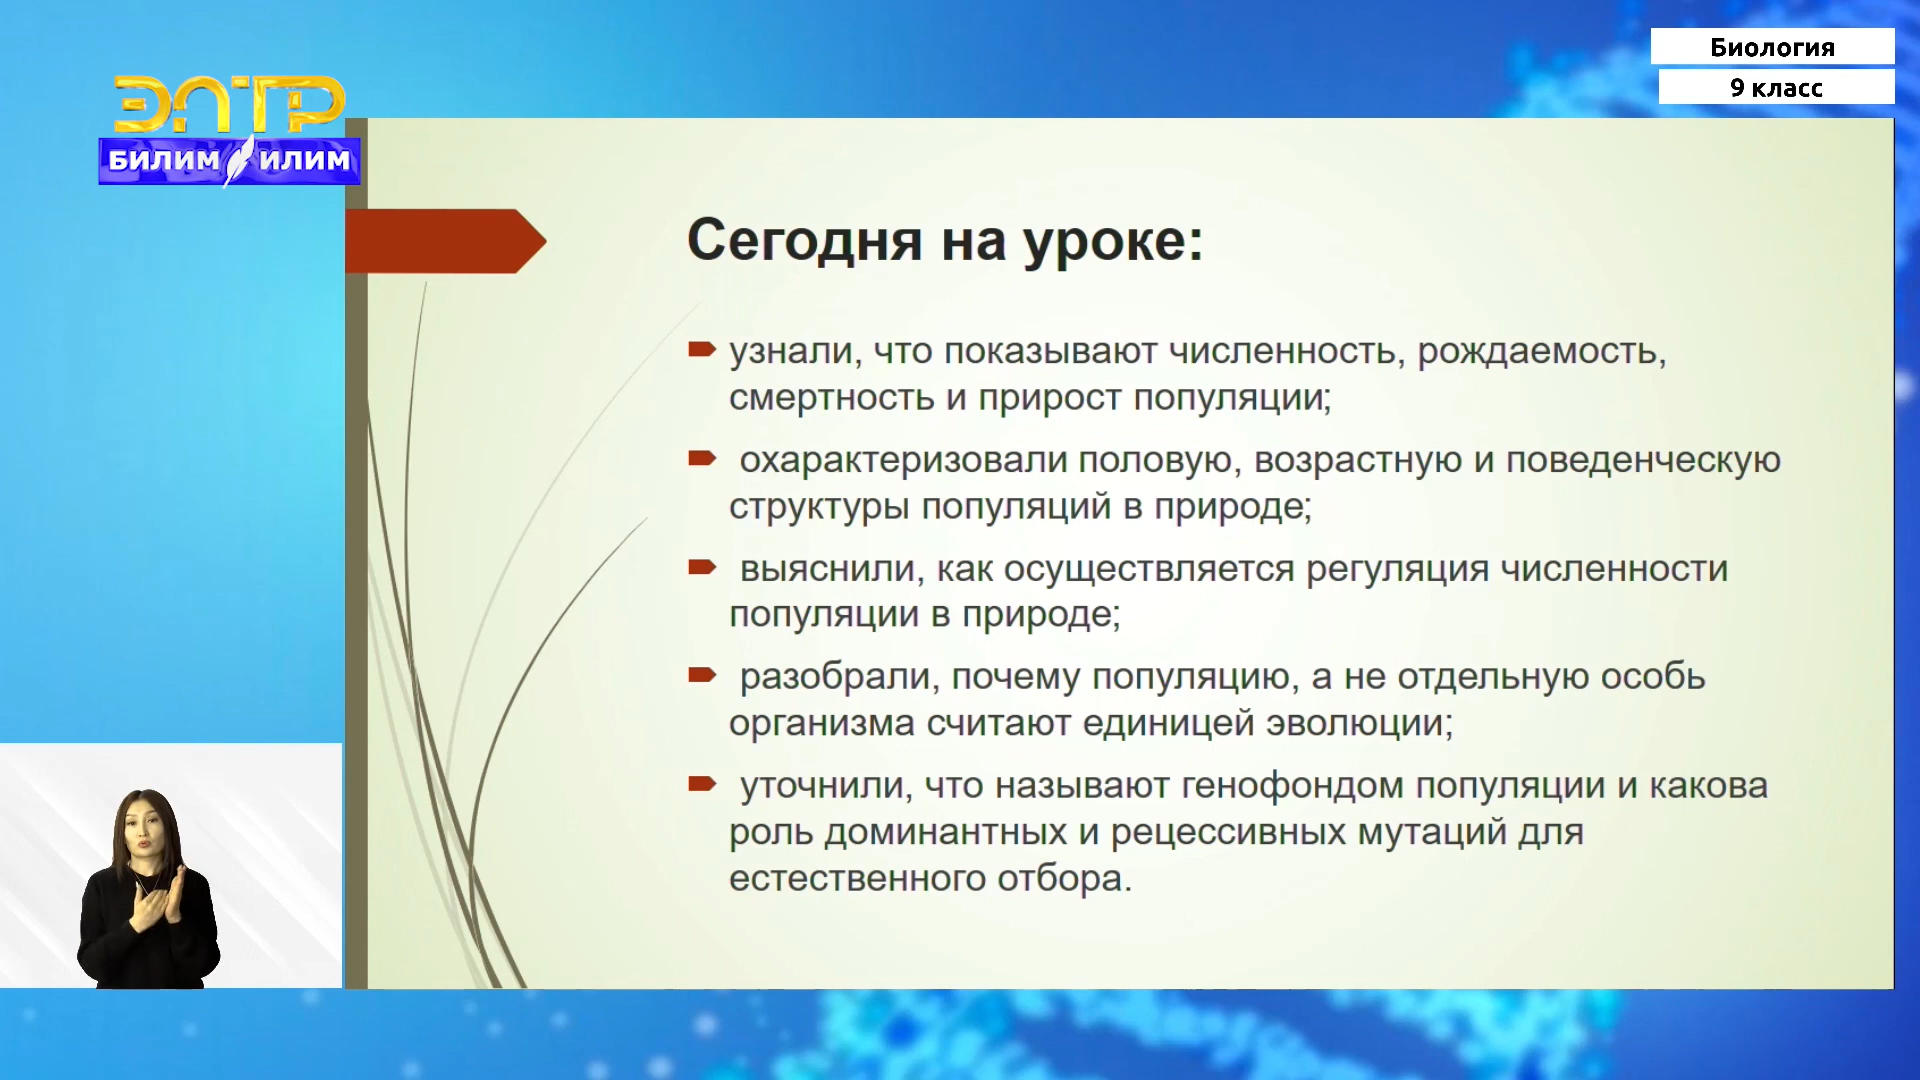 Биология
9 класс
ЭЛТР
БИЛИМ ИЛИМ
Сегодня на уроке:
узнали, что показывают численность, рождаемость,
смертность и прирост популяции;
охарактеризовали половую, возрастную и поведенческую
структуры популяций в природе;
выяснили, как осуществляется регуляция численности
популяции в природе;
разобрали, почему популяцию, а не отдельную особь
организма считают единицей эволюции;
уточнили, что называют генофондом популяции и какова
роль доминантных и рецессивных мутаций для
естественного отбора.